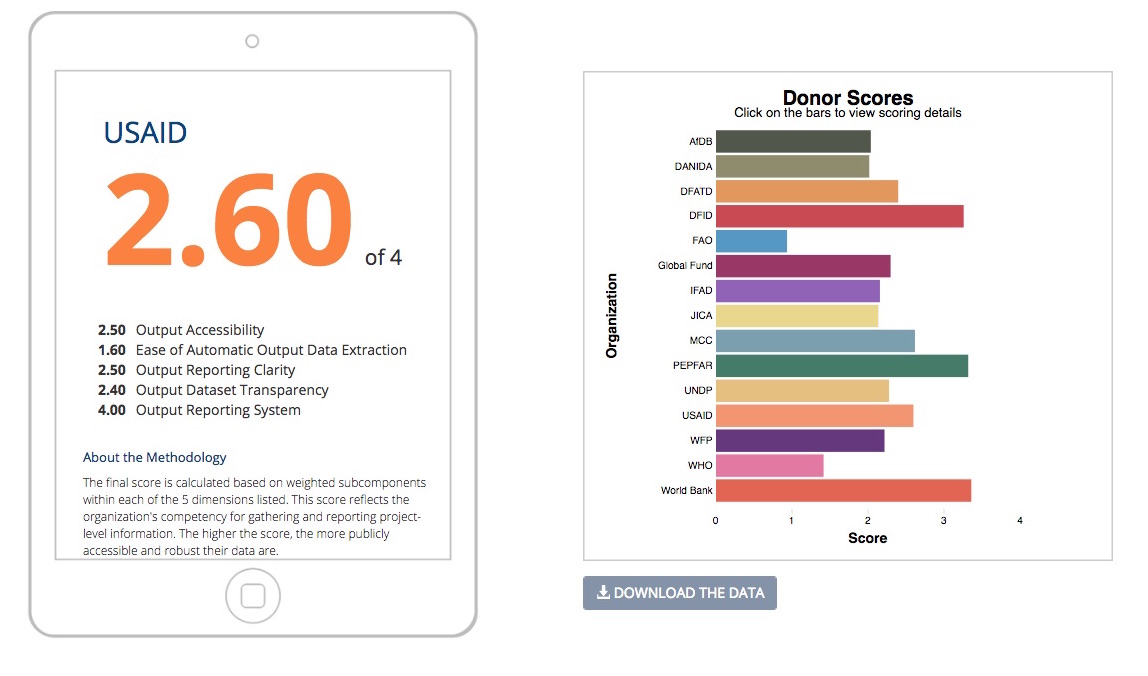 USAID
2.60 of 4
2.50 Output Accessibility
1.60 Ease of Automatic Output Data Extraction
2.50 Output Reporting Clarity
2.40 Output Dataset Transparency
4.00 Output Reporting System
About the Methodology
The final score is calculated based on weighted subcomponents
within each of the 5 dimensions listed. This score reflects the
organization's competency for gathering and reporting project-
level information. The higher the score, the more publicly
accessible and robust their data are.
Donor Scores
Click on the bars to view scoring details
Organization
AfDB
DANIDA
DFATD
DFID
FAO
Global Fund
IFAD
JICA
MCC
PEPFAR
UNDP
USAID
WFP
WHO
World Bank
0 1 2 3 4
Score
DOWNLOAD THE DATA